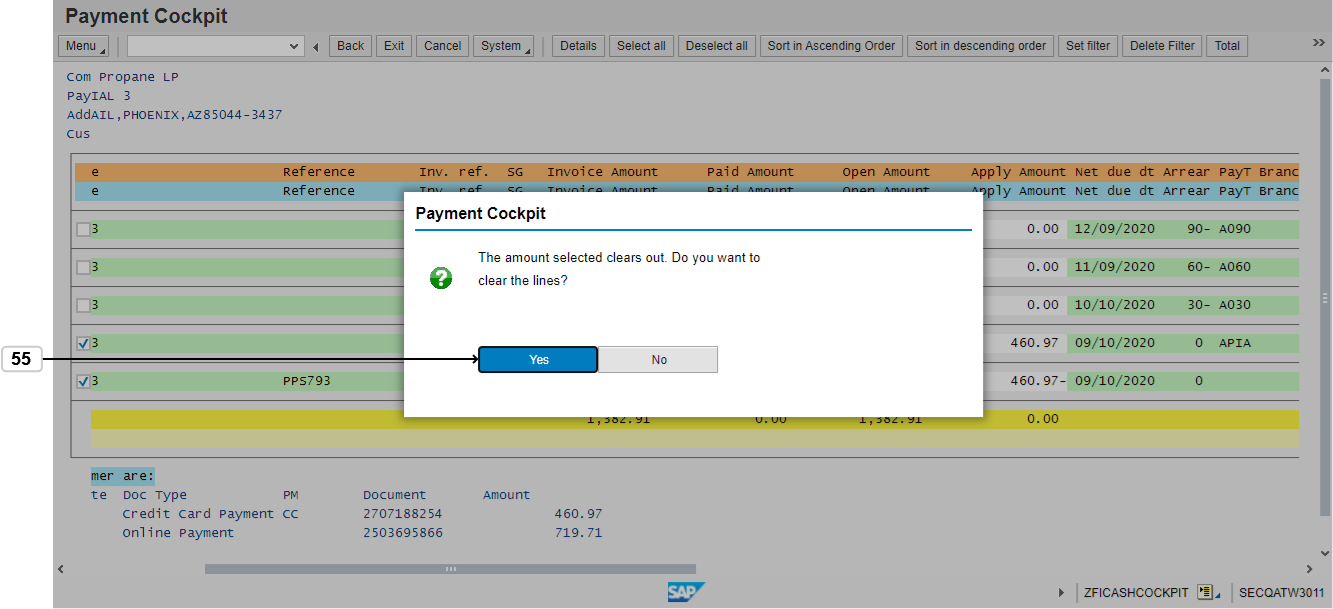 Payment Cockpit
Menu Back Exit Cancel System Details Select all Deselect all Sort in Ascending Order Sort in descending order Set filter Delete Filter Total
Com Propane LP
PayIAL 3
AddAIL,PHOENIX,AZ85044-3437
Cus
e Reference Inv. ref. SG Invoice Amount Paid Amount Open Amount Apply Amount Net due dt Arrear PayT Branc
e Reference Inv. ref. SG Invoice Amount Paid Amount Open Amount Apply Amount Net due dt Arrear PayT Branc
3 0.00 12/09/2020 90- A090
3 0.00 11/09/2020 60- A060
3 0.00 10/10/2020 30- A030
3 460.97 09/10/2020 0 APIA
3 PPS793 460.97- 09/10/2020 0
1,382.91 0.00 1,382.91 0.00
Payment Cockpit
The amount selected clears out. Do you want to
clear the lines?
55
Yes No
mer are:
te Doc Type PM Document Amount
Credit Card Payment CC 2707188254 460.97
Online Payment 2503695866 719.71
SAP ZFICASHCOCKPIT SECQATW3011